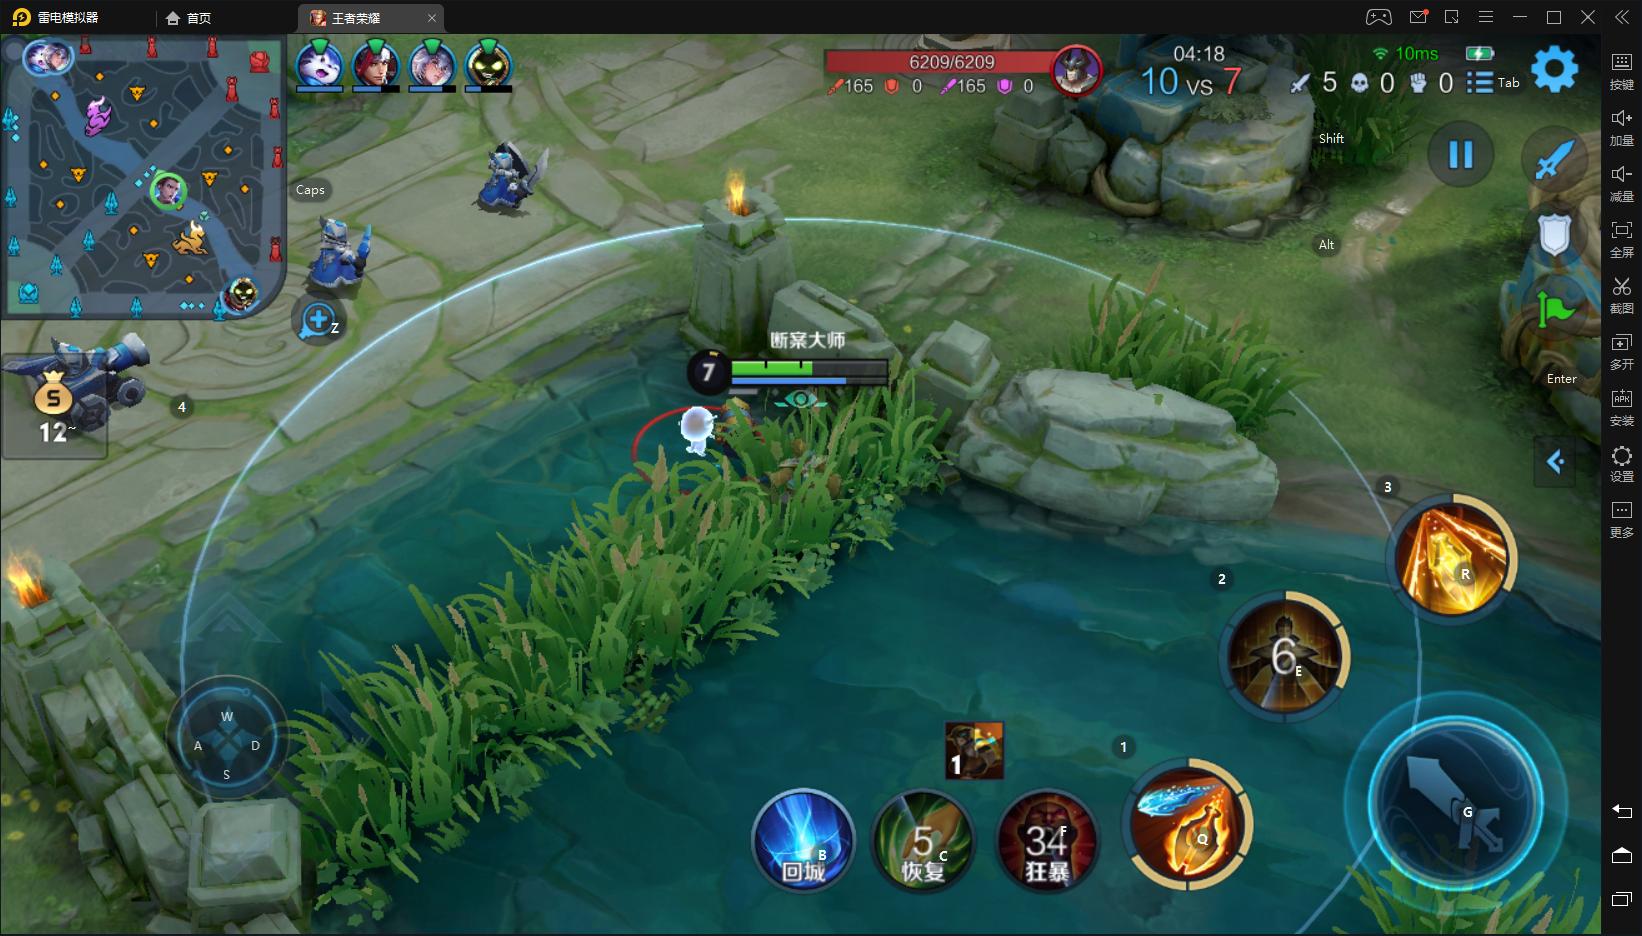 雷电模拟器
首页
王者荣耀
6209/6209
165
0
165
0
04:18
10 vs 7
10ms
5
0
0
Tab
按键
加量
减量
全屏
截图
多开
安装
设置
更多
Shift
Caps
Alt
Z
断案大师
7
S
12~
4
Enter
3
R
2
6
E
W
A
D
S
1
1
B
回城
5
C
恢复
34
F
狂暴
Q
G
APK